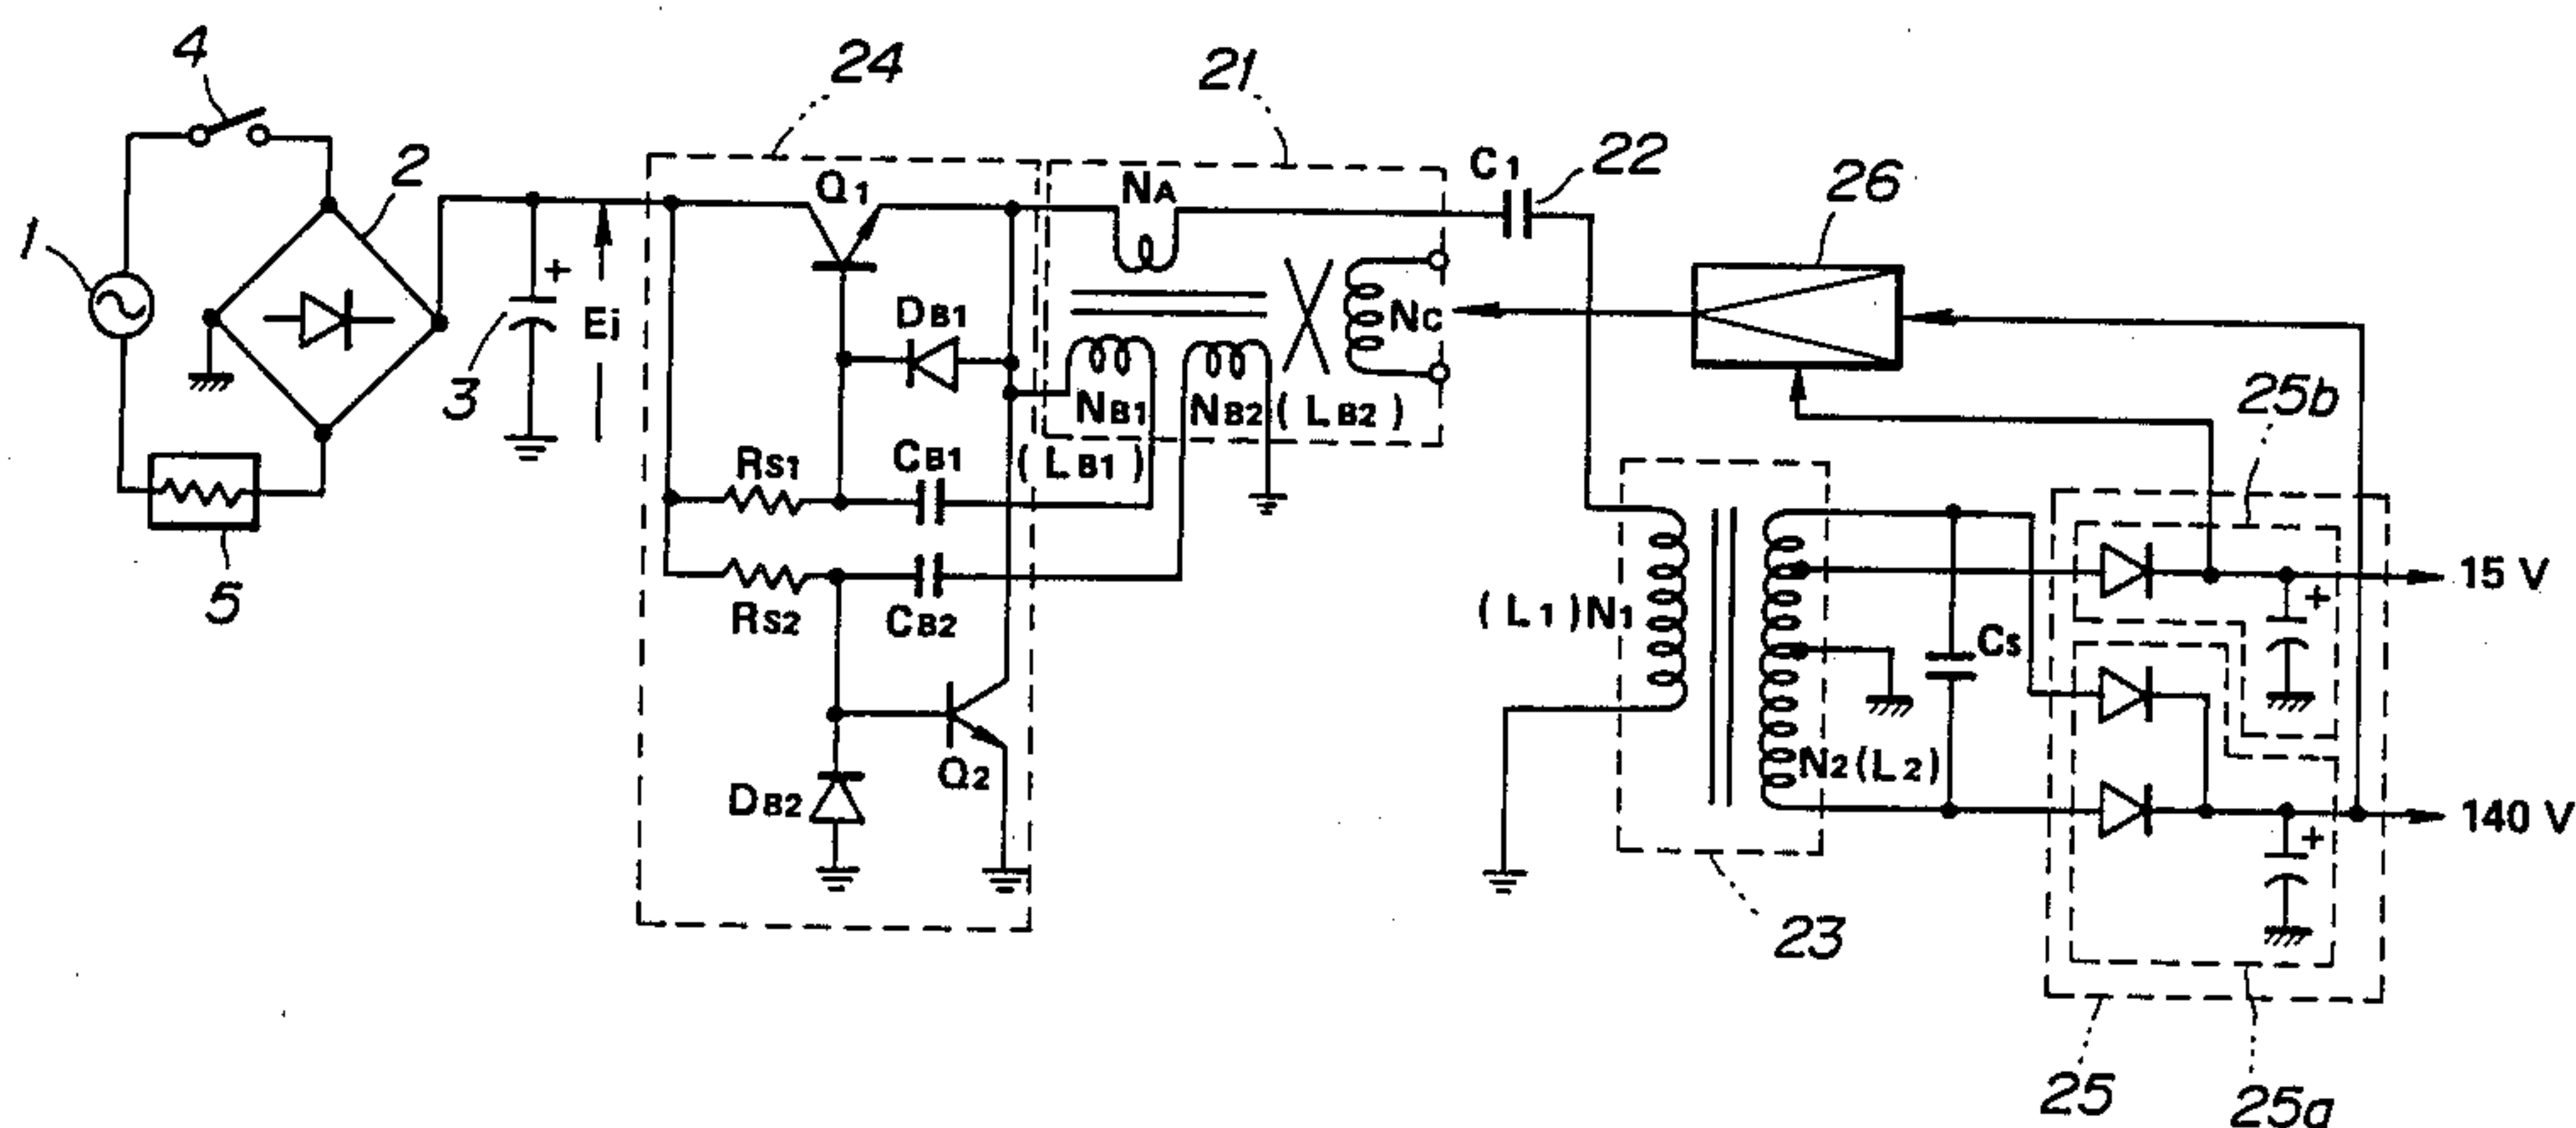 4
24
21
C1
22
2
Q1
NA
26
1
+
Ei
DB1
NC
3
NB1
NB2 (LB2)
25b
RS1
CB1
(LB1)
5
RS2
CB2
(L1)N1
CS
15 V
+
DB2
Q2
N2(L2)
140 V
+
23
25
25a